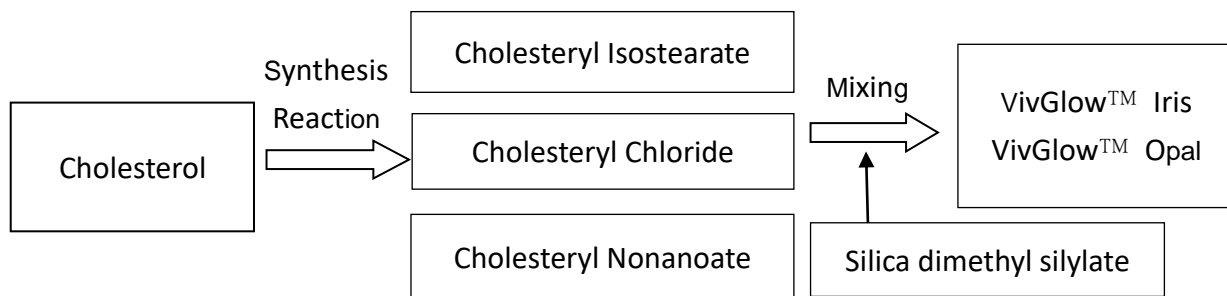 Cholesterol
Synthesis
Reaction
Cholesteryl Isostearate
Cholesteryl Chloride
Cholesteryl Nonanoate
Mixing
Silica dimethyl silylate
VivGlow™ Iris
VivGlow™ Opal